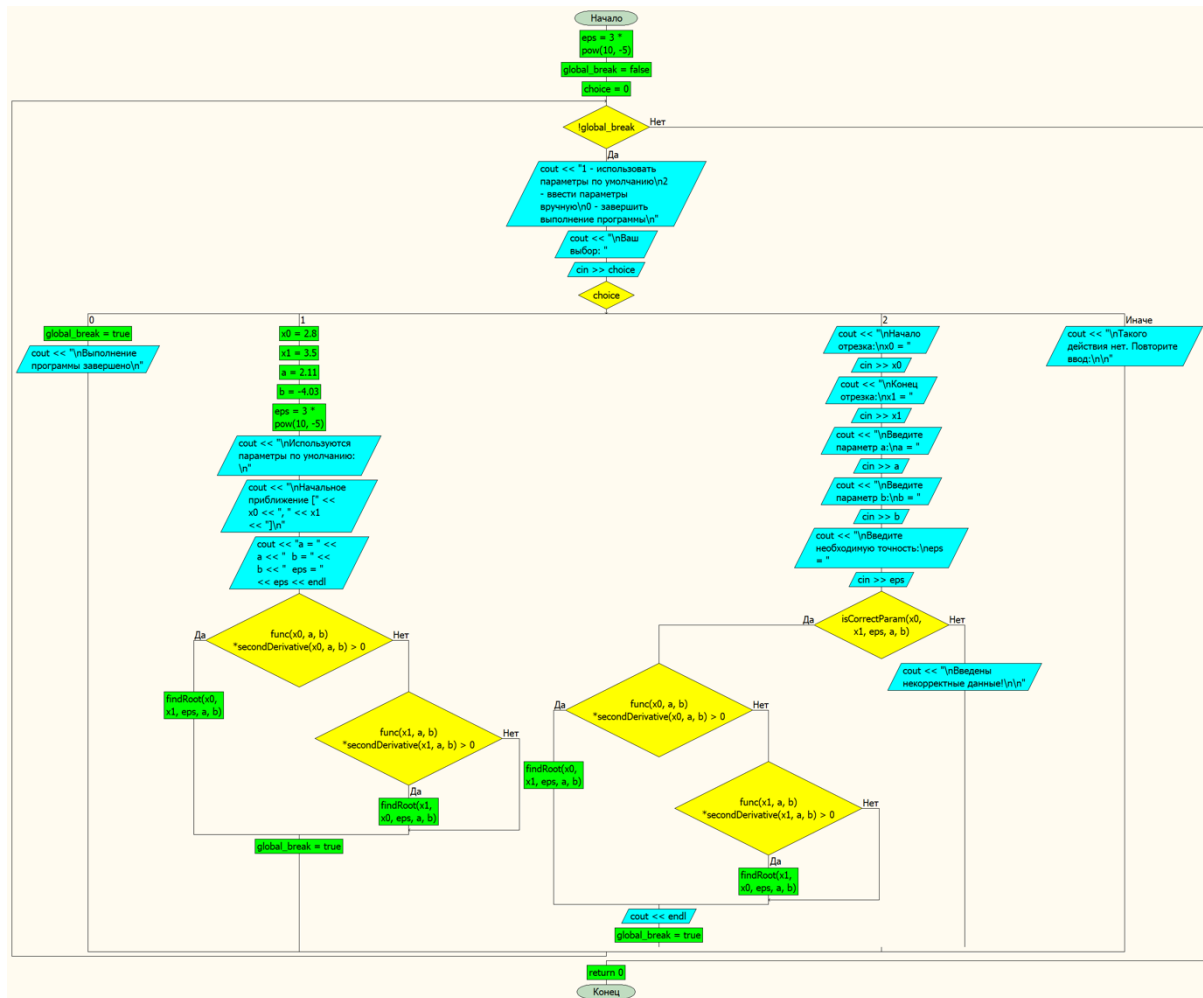 Начало
eps = 3 *
pow(10, -5)
global_break = false
choice = 0
!global_break
Нет
Да
cout << "1 - использовать
параметры по умолчанию\n2
- ввести параметры
вручную\n0 - завершить
выполнение программы\n"
cout << "\nВаш
выбор: "
cin >> choice
choice
0
global_break = true
cout << "\nВыполнение
программы завершено\n"
1
x0 = 2.8
x1 = 3.5
a = 2.11
b = -4.03
eps = 3 *
pow(10, -5)
cout << "\nИспользуются
параметры по умолчанию:
\n"
cout << "\nНачальное
приближение [" <<
x0 << ", " << x1
<< "]\n"
cout << "a = " <<
a << "  b = " <<
b << "  eps = "
<< eps << endl
Да
func(x0, a, b)
*secondDerivative(x0, a, b) > 0
Нет
findRoot(x0,
x1, eps, a, b)
func(x1, a, b)
*secondDerivative(x1, a, b) > 0
Нет
Да
findRoot(x1,
x0, eps, a, b)
global_break = true
2
cout << "\nНачало
отрезка:\nx0 = "
cin >> x0
cout << "\nКонец
отрезка:\nx1 = "
cin >> x1
cout << "\nВведите
параметр a:\na = "
cin >> a
cout << "\nВведите
параметр b:\nb = "
cin >> b
cout << "\nВведите
необходимую точность:\neps
= "
cin >> eps
Да
isCorrectParam(x0,
x1, eps, a, b)
Нет
cout << "\nВведены
некорректные данные!\n\n"
Да
func(x0, a, b)
*secondDerivative(x0, a, b) > 0
Нет
findRoot(x0,
x1, eps, a, b)
func(x1, a, b)
*secondDerivative(x1, a, b) > 0
Нет
Да
findRoot(x1,
x0, eps, a, b)
cout << endl
global_break = true
Иначе
cout << "\nТакого
действия нет. Повторите
ввод:\n\n"
return 0
Конец